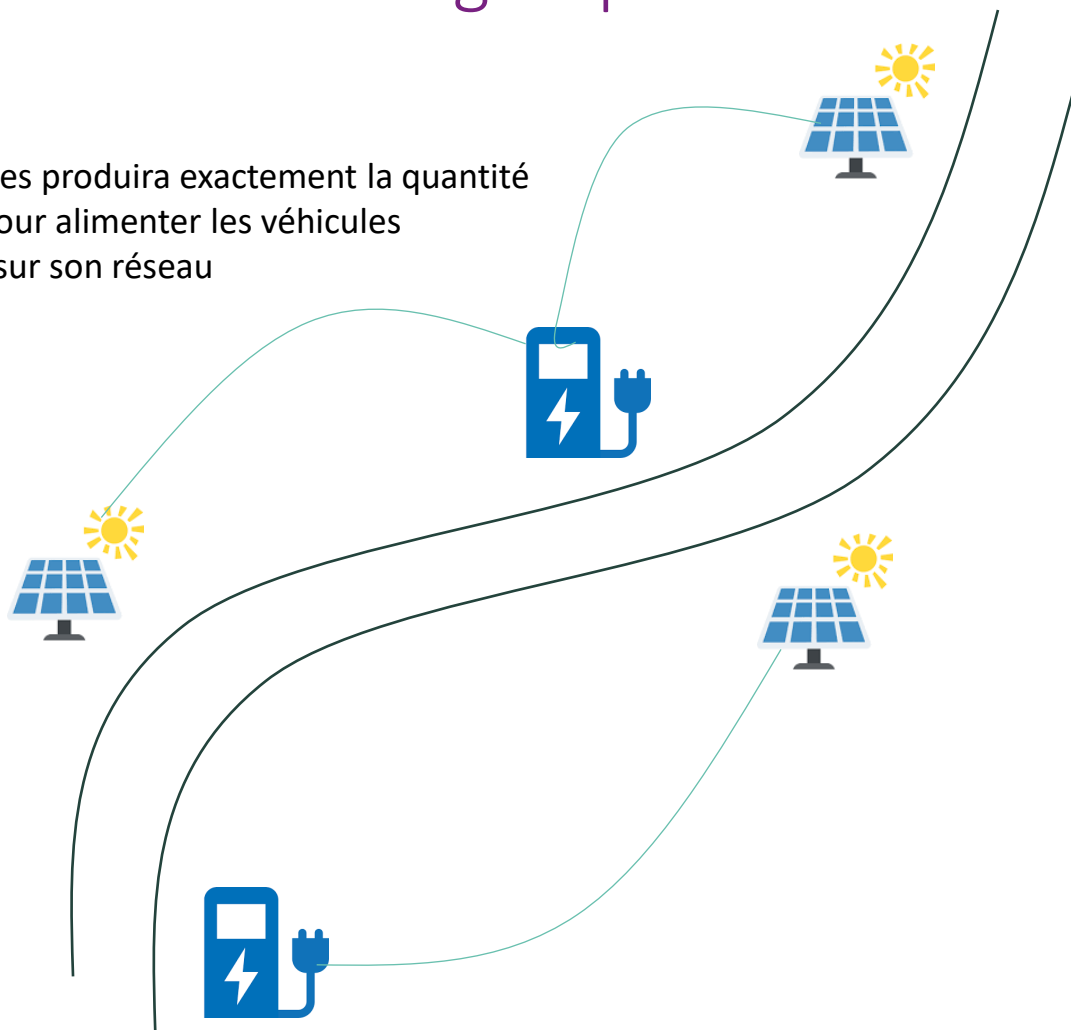 es produira exactement la quantité
our alimenter les véhicules
sur son réseau